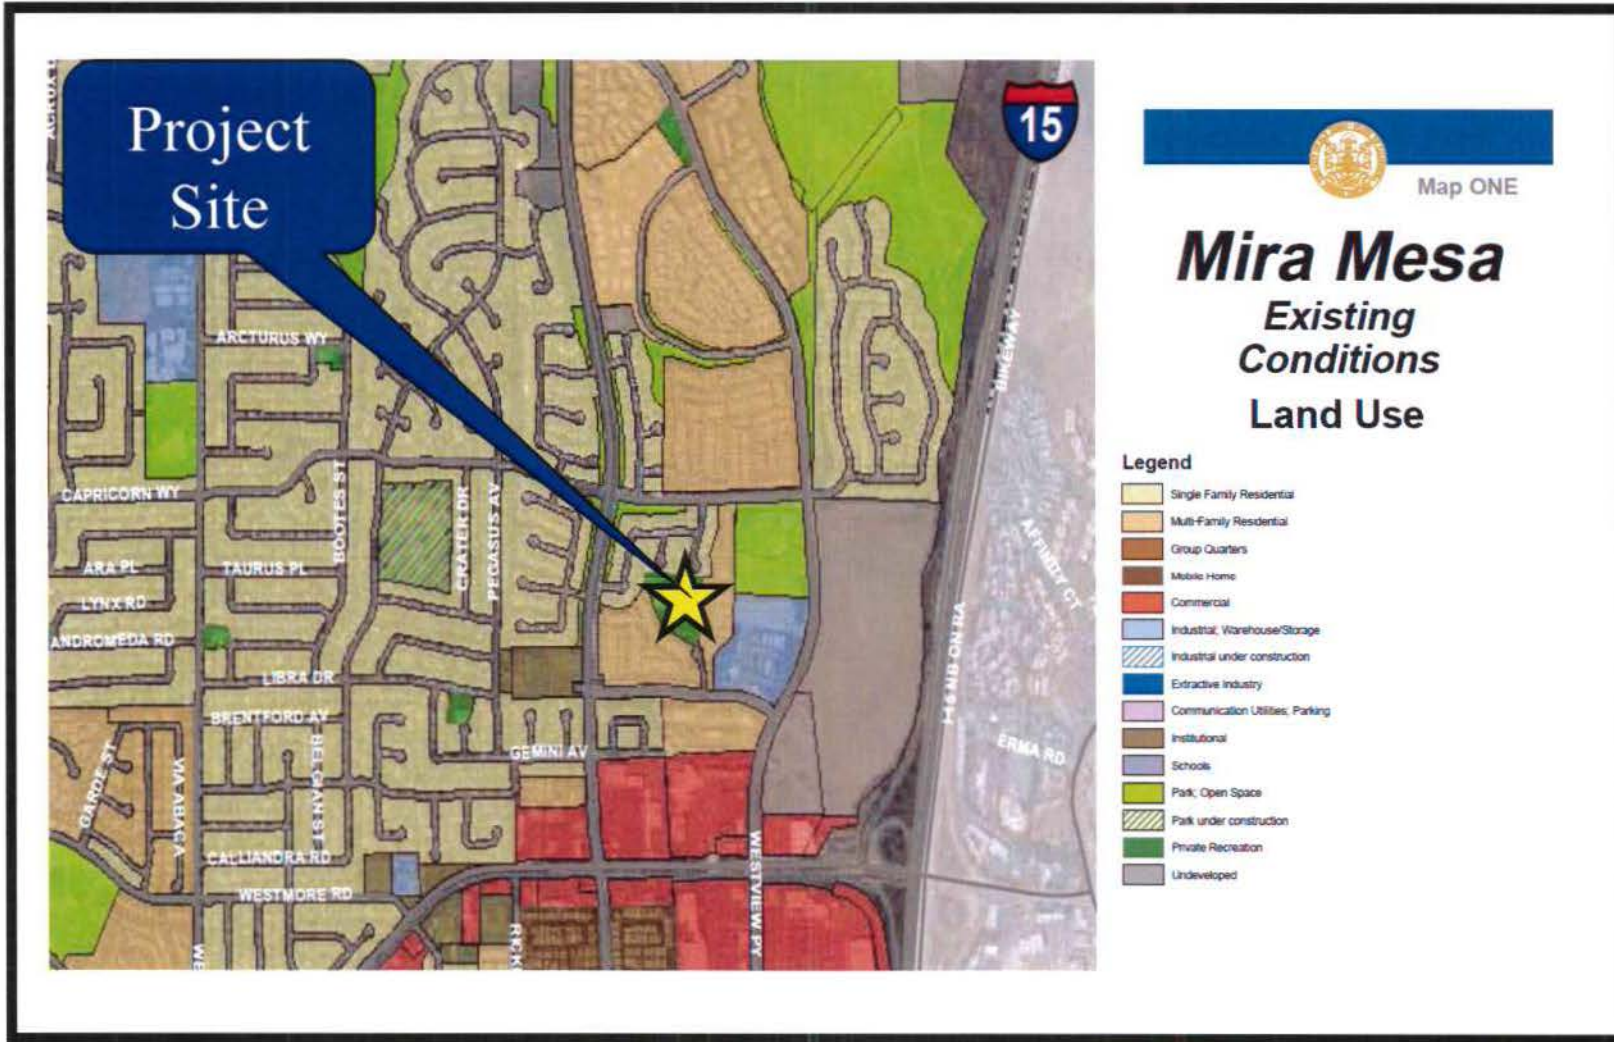 Project
Site
15
Map ONE
Mira Mesa
Existing
Conditions
Land Use
Legend
Single Family Residential
Multi-Family Residential
Group Quarters
Mobile Home
Commercial
Industrial; Warehouse/Storage
Industrial under construction
Extractive Industry
Communication Utilities; Parking
Institutional
Schools
Park; Open Space
Park under construction
Private Recreation
Undeveloped
BIKEWAY
ARCTURUS WY
CAPRICORN WY
BOOTES ST
CRATER DR
PEGASUS AV
ARA PL
TAURUS PL
LYNX RD
ANDROMEDA RD
LIBRA DR
BRENTFORD AV
GEMINI AV
GARDE ST
VIA ABACA
CALLIANDRA RD
WESTMORE RD
WESTVIEW PY
AFFINITY CT
ERMA RD
I-15 NB ON RA